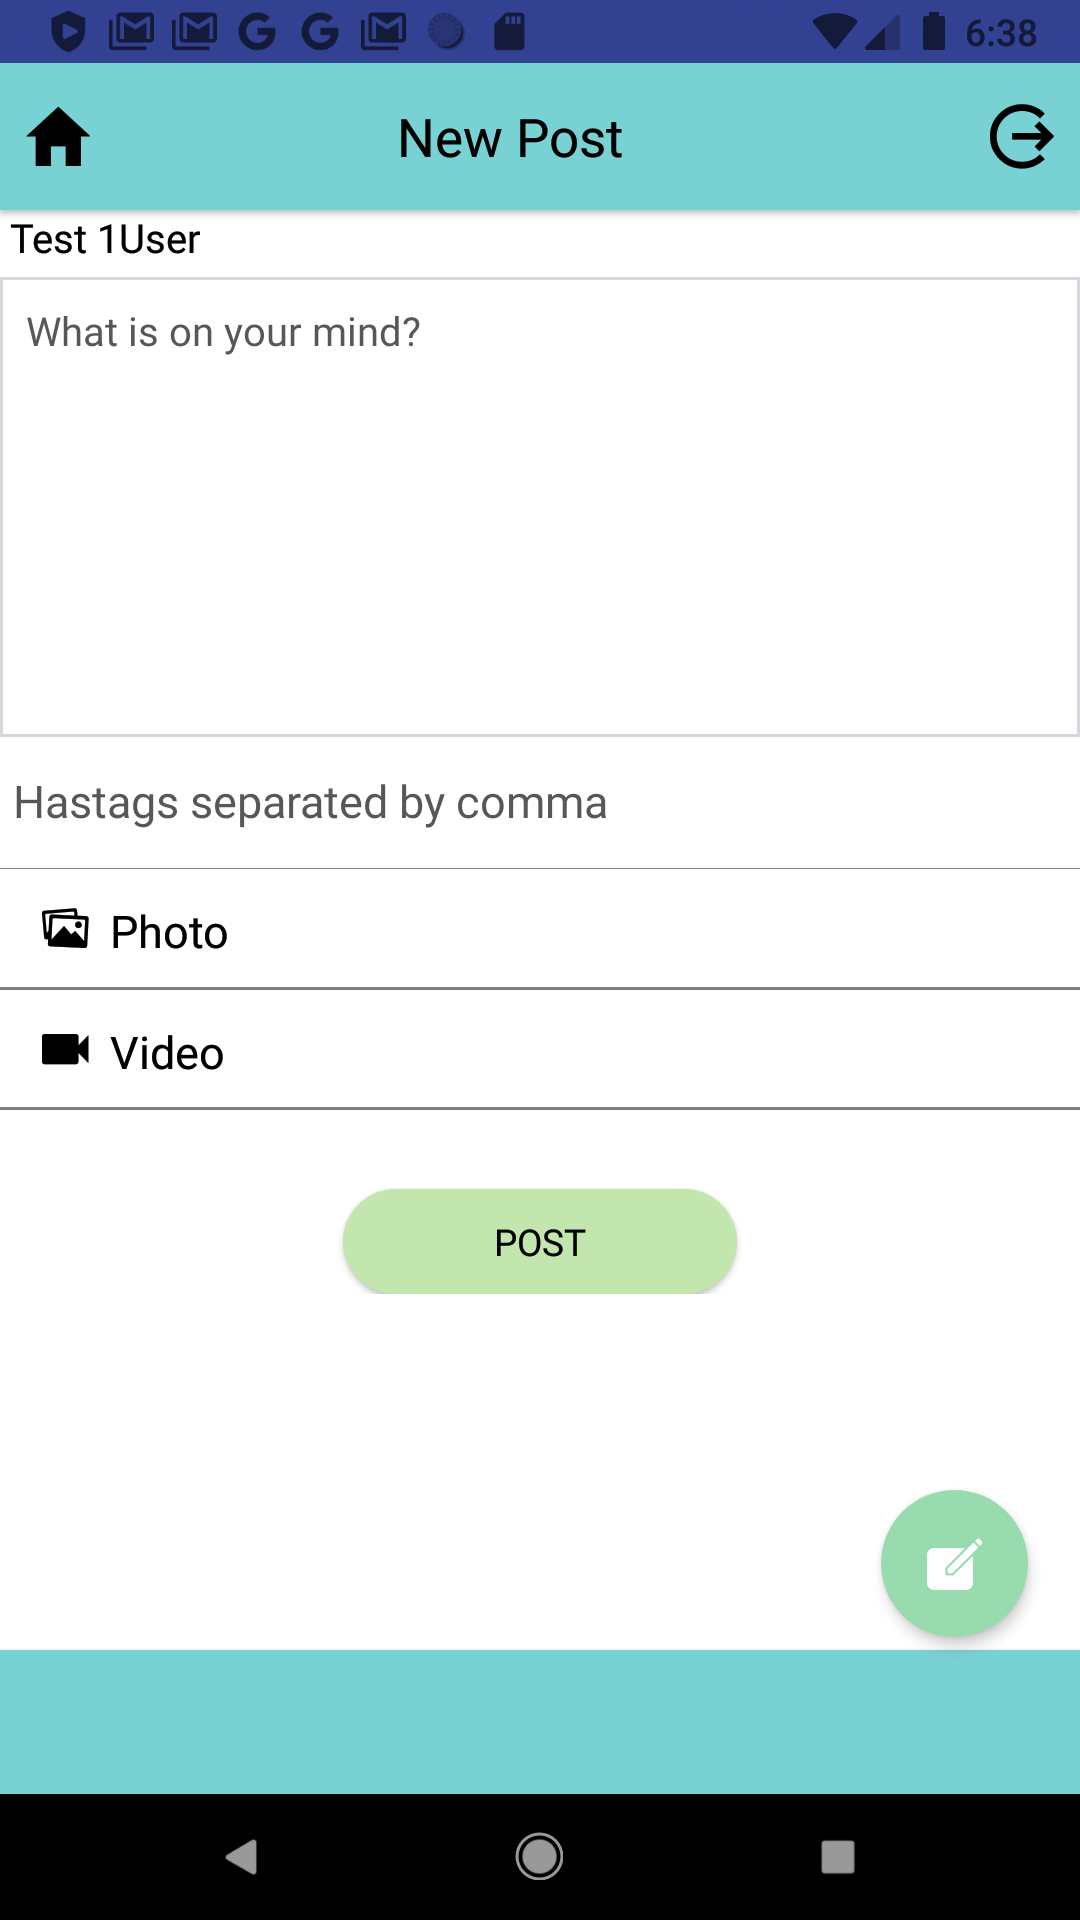 6:38
New Post
Test 1User
What is on your mind?
Hastags separated by comma
Photo
Video
POST